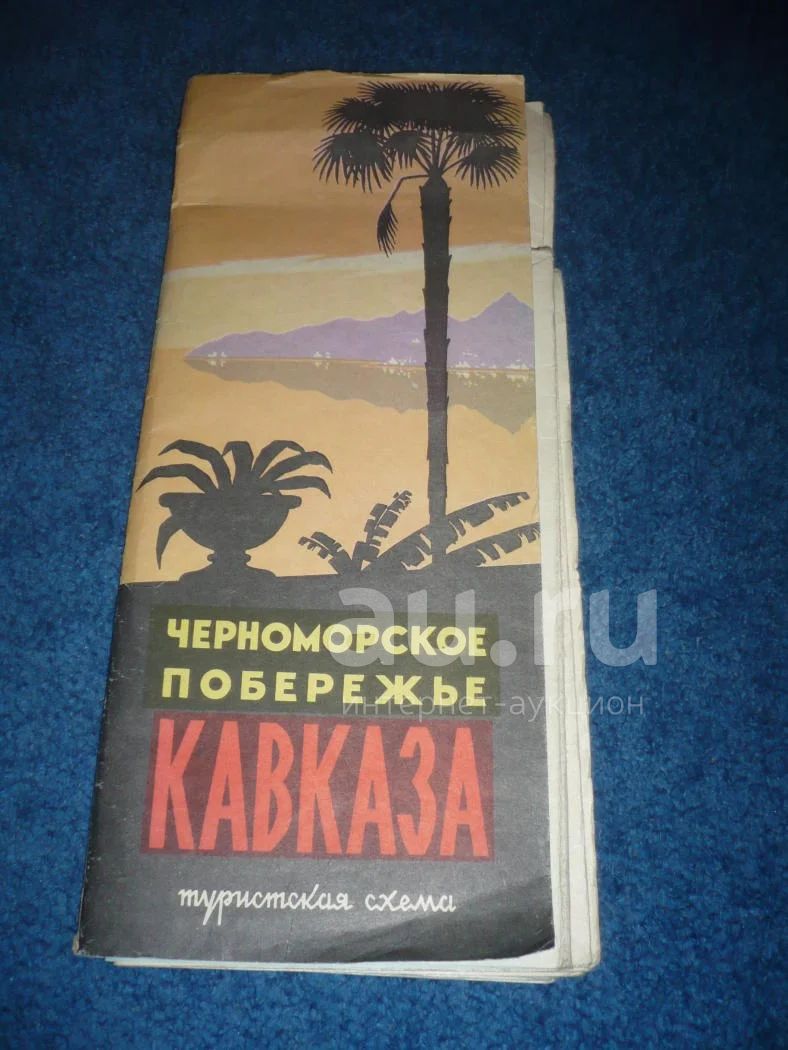 ЧЕРНОМОРСКОЕ
ПОБЕРЕЖЬЕ
КАВКАЗА
туристская схема
au.ru
интернет-аукцион